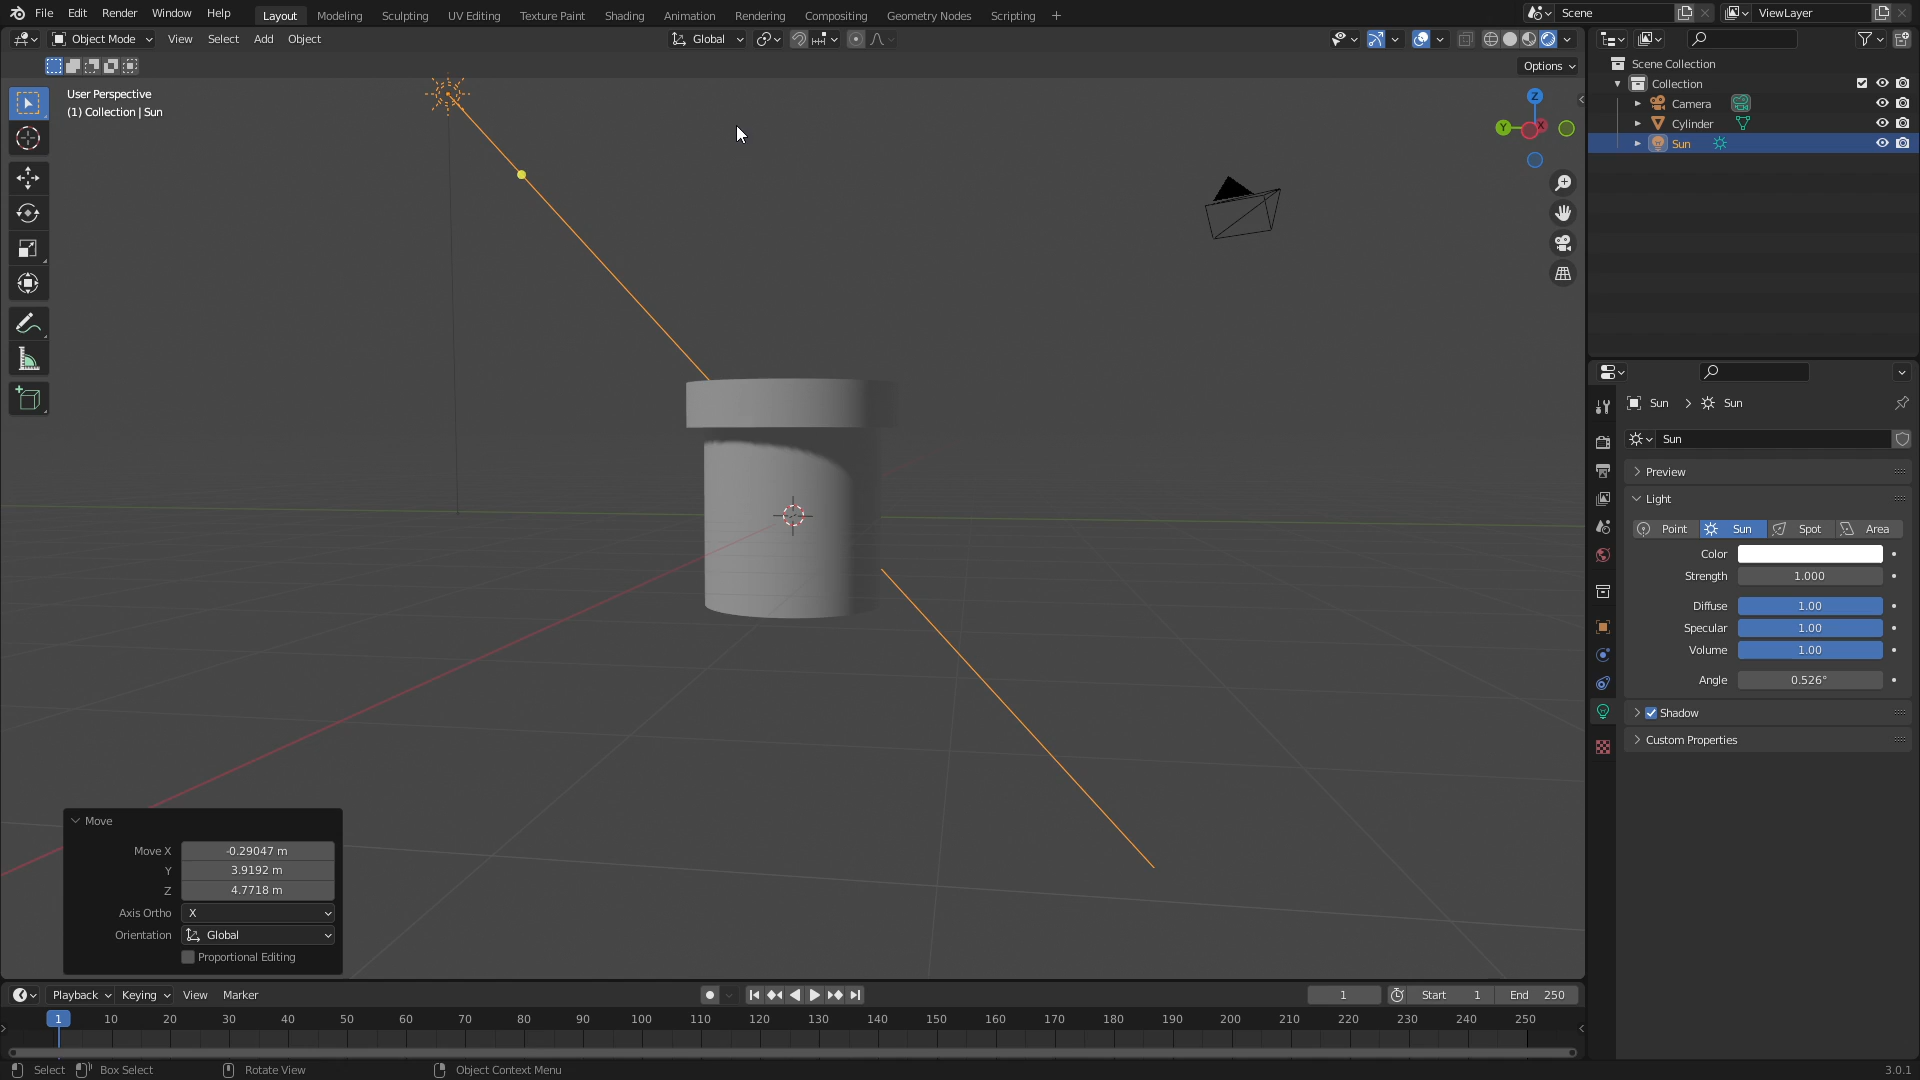 File Edit Render Window Help
Layout Modeling Sculpting UV Editing Texture Paint Shading Animation Rendering Compositing Geometry Nodes Scripting +
Scene
ViewLayer
Object Mode View Select Add Object
Global
Options
User Perspective
(1) Collection | Sun
Z
Y
X
Scene Collection
Collection
Camera
Cylinder
Sun
Sun > Sun
Sun
Preview
Light
Point Sun Spot Area
Color
Strength 1.000
Diffuse 1.00
Specular 1.00
Volume 1.00
Angle 0.526°
Shadow
Custom Properties
Move
Move X -0.29047 m
Y 3.9192 m
Z 4.7718 m
Axis Ortho X
Orientation Global
Proportional Editing
Playback Keying View Marker
1 Start 1 End 250
1 10 20 30 40 50 60 70 80 90 100 110 120 130 140 150 160 170 180 190 200 210 220 230 240 250
Select Box Select Rotate View Object Context Menu 3.0.1